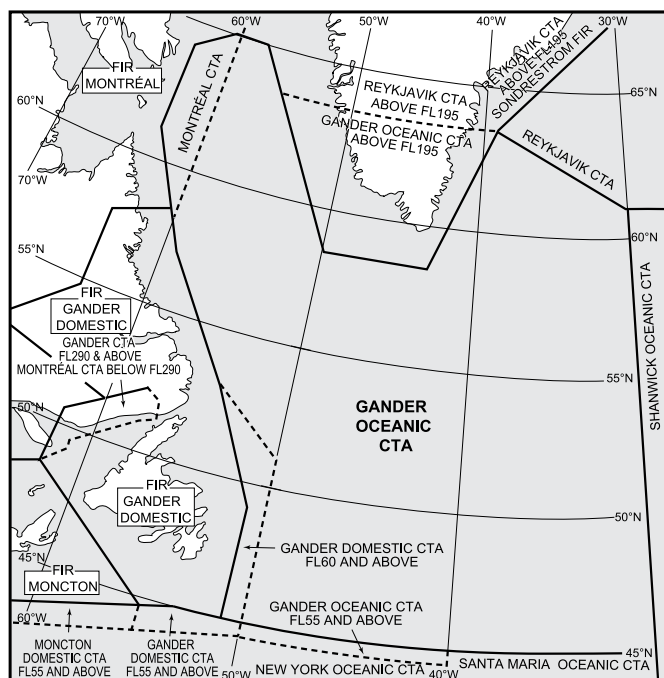 70°W
60°W
50°W
40°W
30°W
FIR
MONTRÉAL
MONTRÉAL CTA
REYKJAVIK CTA
ABOVE FL195
REYKJAVIK CTA
ABOVE FL195
SONDRESTROM FIR
65°N
60°N
GANDER OCEANIC CTA
ABOVE FL195
REYKJAVIK CTA
70°W
60°N
55°N
SHANWICK OCEANIC CTA
FIR
GANDER
DOMESTIC
GANDER CTA
FL290 & ABOVE
MONTRÉAL CTA BELOW FL290
55°N
50°N
GANDER
OCEANIC
CTA
FIR
GANDER
DOMESTIC
50°N
45°N
FIR
MONCTON
GANDER DOMESTIC CTA
FL60 AND ABOVE
60°W
GANDER OCEANIC CTA
FL55 AND ABOVE
MONCTON
DOMESTIC CTA
FL55 AND ABOVE
GANDER
DOMESTIC CTA
FL55 AND ABOVE
50°W
NEW YORK OCEANIC CTA
40°W
SANTA MARIA OCEANIC CTA
45°N